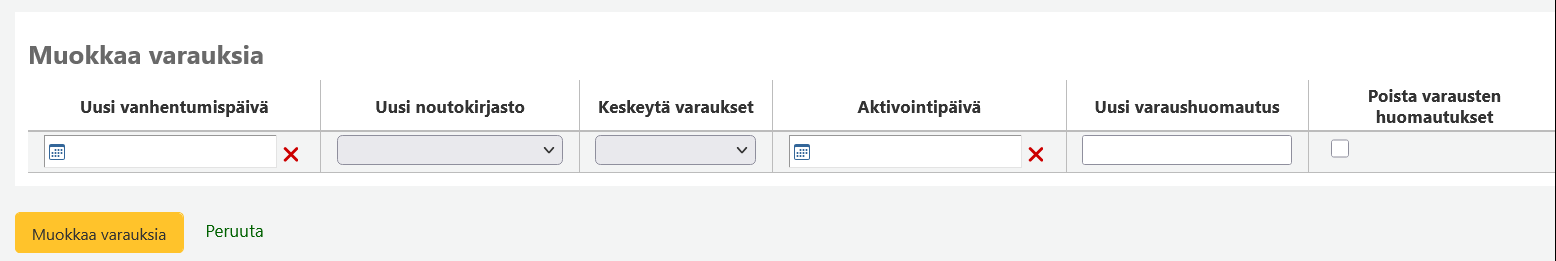 Muokkaa varauksia
Uusi vanhentumispäivä Uusi noutokirjasto Keskeytä varaukset Aktivointipäivä Uusi varaushuomautus Poista varausten
huomautukset
Muokkaa varauksia Peruuta